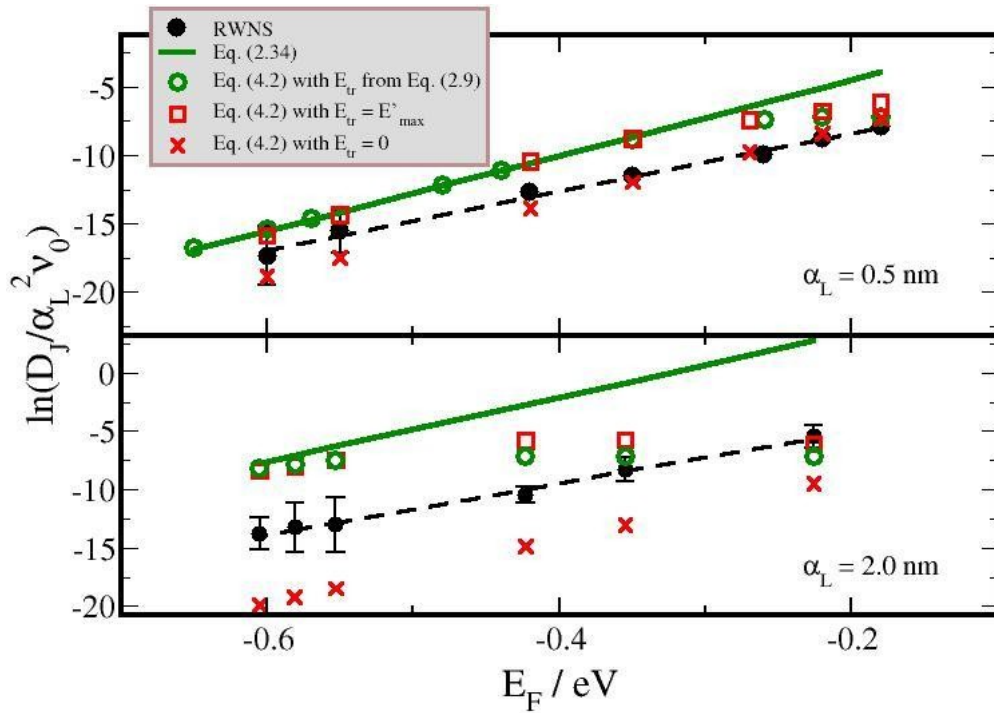 RWNS
Eq. (2.34)
Eq. (4.2) with E_tr from Eq. (2.9)
Eq. (4.2) with E_tr = E'_max
Eq. (4.2) with E_tr = 0
-5
-10
-15
-20
α_L = 0.5 nm
ln(D_J/α_L^2 ν_0)
0
-5
-10
-15
-20
α_L = 2.0 nm
-0.6 -0.4 -0.2
E_F / eV